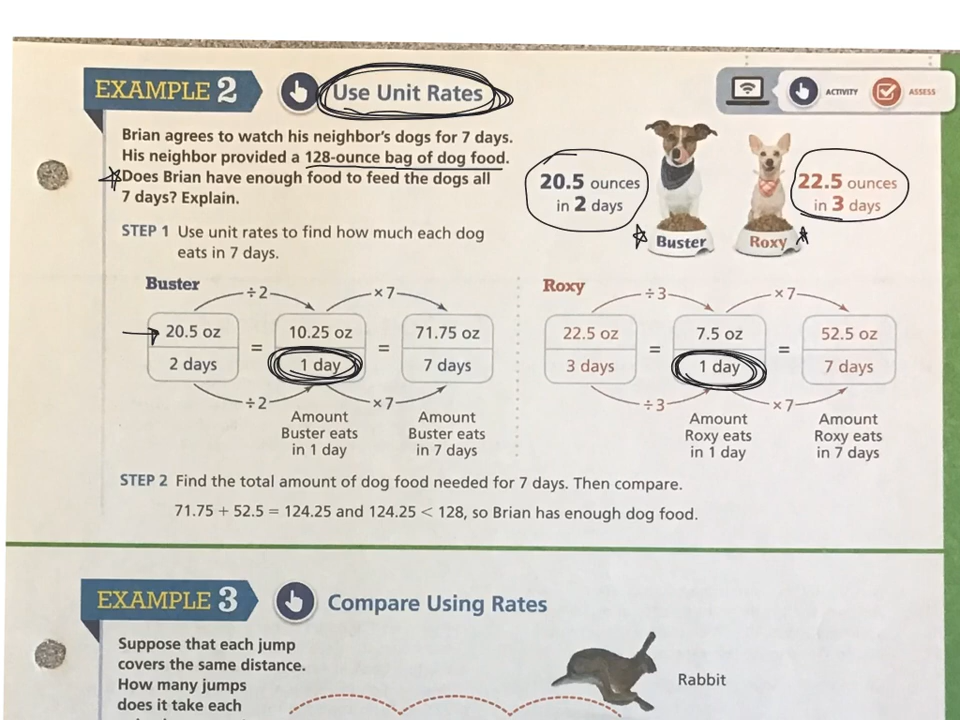 EXAMPLE 2
Use Unit Rates
ACTIVITY
ASSESS
Brian agrees to watch his neighbor's dogs for 7 days.
His neighbor provided a 128-ounce bag of dog food.
Does Brian have enough food to feed the dogs all
7 days? Explain.
20.5 ounces
in 2 days
22.5 ounces
in 3 days
Buster
Roxy
STEP 1 Use unit rates to find how much each dog
eats in 7 days.
Buster
÷2
×7
20.5 oz
10.25 oz
71.75 oz
=
=
2 days
1 day
7 days
÷2
×7
Amount
Buster eats
in 1 day
Amount
Buster eats
in 7 days
Roxy
÷3
×7
22.5 oz
7.5 oz
52.5 oz
=
=
3 days
1 day
7 days
÷3
×7
Amount
Roxy eats
in 1 day
Amount
Roxy eats
in 7 days
STEP 2 Find the total amount of dog food needed for 7 days. Then compare.
71.75 + 52.5 = 124.25 and 124.25 < 128, so Brian has enough dog food.
EXAMPLE 3
Compare Using Rates
Suppose that each jump
covers the same distance.
How many jumps
does it take each
Rabbit